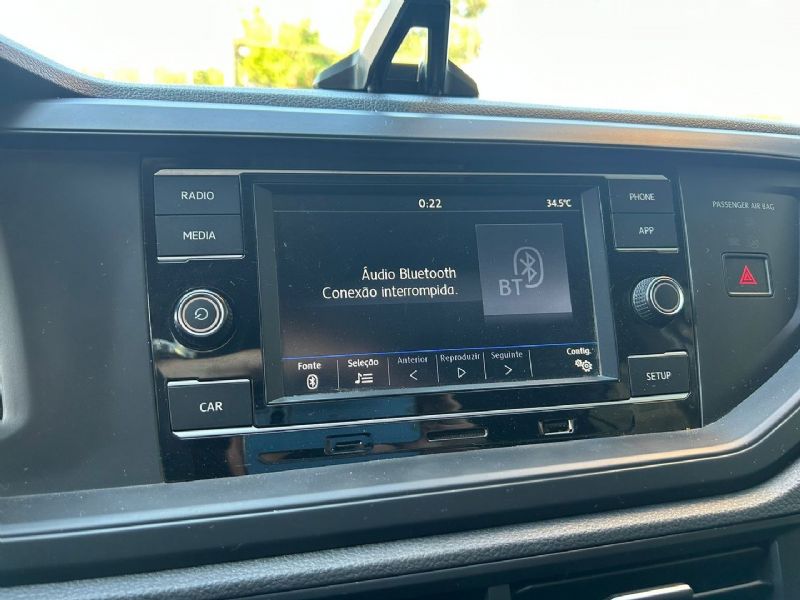 RADIO
MEDIA
CAR
0:22
34.5°C
Áudio Bluetooth
Conexão interrompida.
BT
Fonte
Seleção
Anterior
Reproduzir
Seguinte
Config.
PHONE
APP
SETUP
PASSENGER AIR BAG